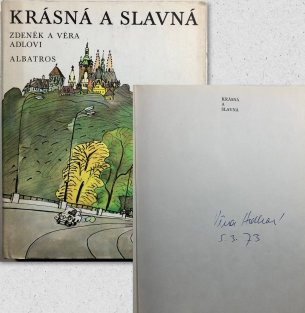 KRÁSNÁ A SLAVNÁ
ZDENĚK A VĚRA
ADLOVI
ALBATROS
KRÁSNÁ
A
SLAVNÁ
5. 3. 73